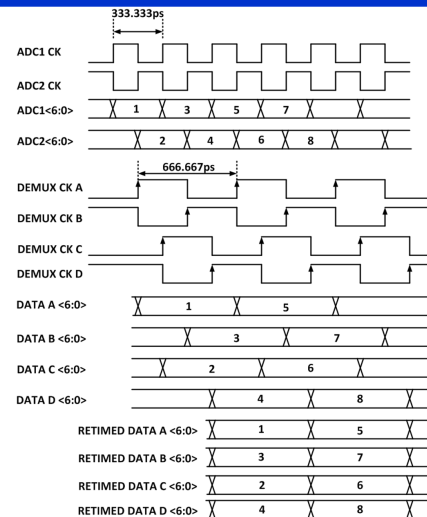 333.333ps
ADC1 CK
ADC2 CK
ADC1<6:0> 1 3 5 7
ADC2<6:0> 2 4 6 8
666.667ps
DEMUX CK A
DEMUX CK B
DEMUX CK C
DEMUX CK D
DATA A <6:0> 1 5
DATA B <6:0> 3 7
DATA C <6:0> 2 6
DATA D <6:0> 4 8
RETIMED DATA A <6:0> 1 5
RETIMED DATA B <6:0> 3 7
RETIMED DATA C <6:0> 2 6
RETIMED DATA D <6:0> 4 8